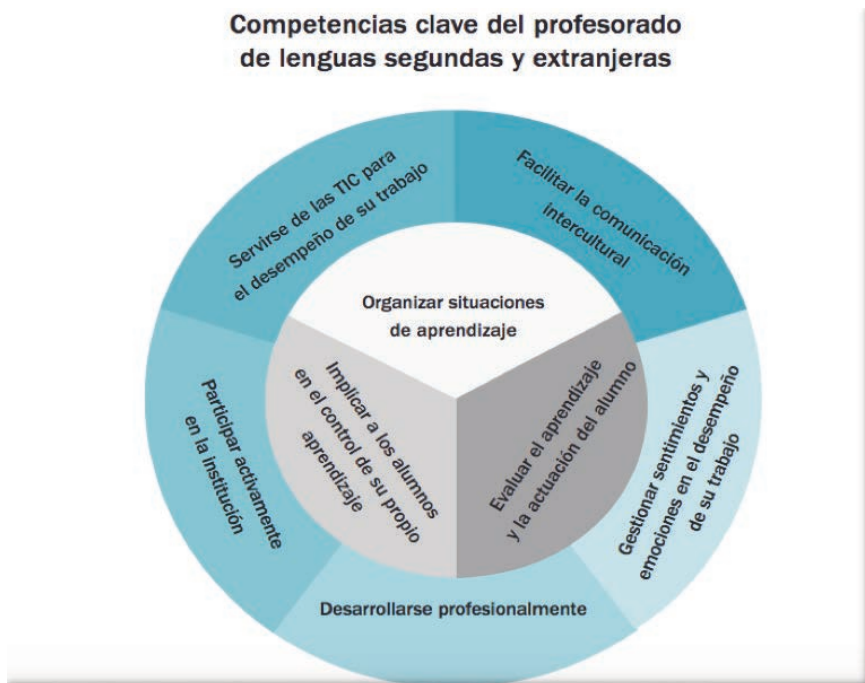 Competencias clave del profesorado
de lenguas segundas y extranjeras
Servirse de las TIC para
el desempeño de su trabajo
Facilitar la comunicación
intercultural
Organizar situaciones
de aprendizaje
Implicar a los alumnos
en el control de su propio
aprendizaje
Evaluar el aprendizaje
y la actuación del alumno
Participar activamente
en la institución
Gestionar sentimientos y
emociones en el desempeño
de su trabajo
Desarrollarse profesionalmente